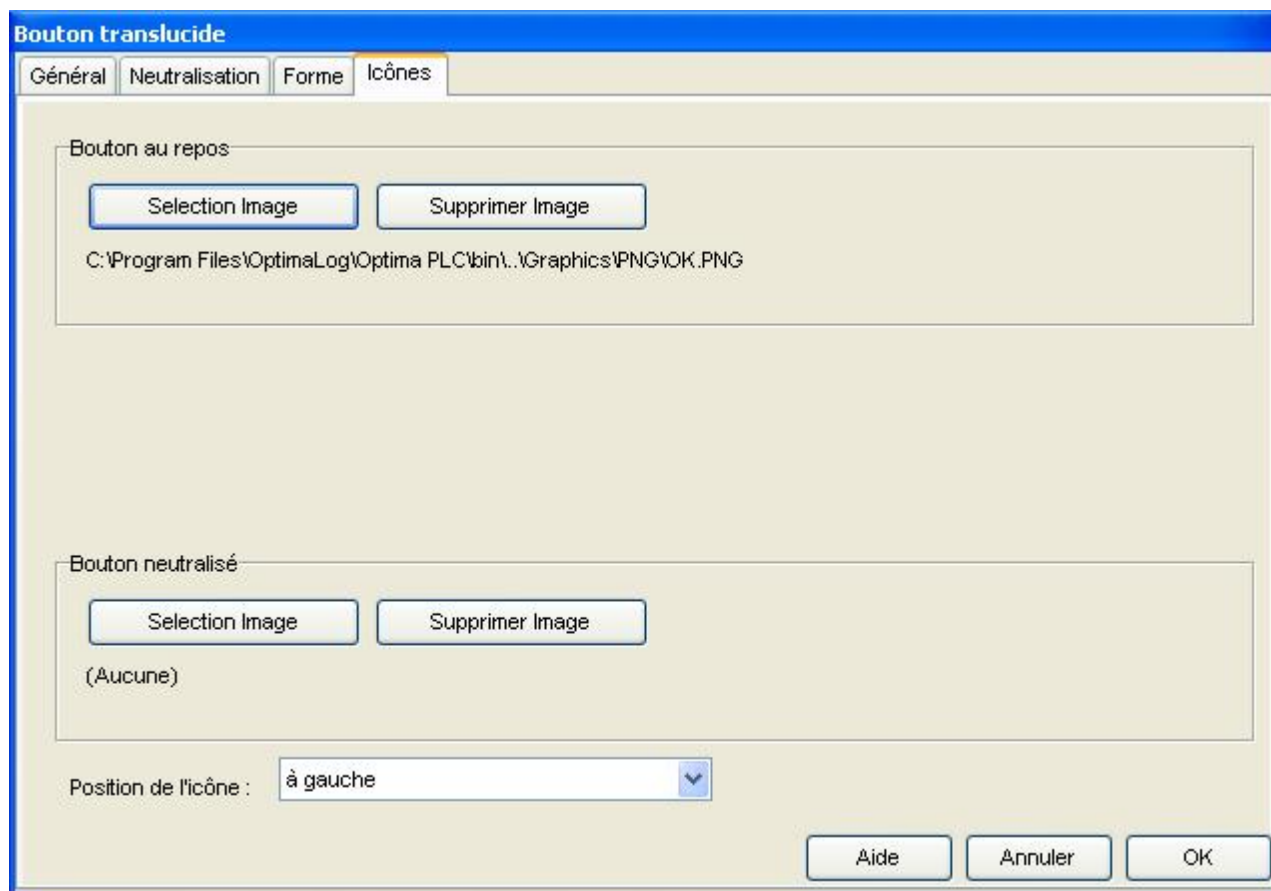 Bouton translucide
Général Neutralisation Forme Icônes
Bouton au repos
Selection Image Supprimer Image
C:\Program Files\OptimaLog\Optima PLC\bin\..\Graphics\PNG\OK.PNG
Bouton neutralisé
Selection Image Supprimer Image
(Aucune)
Position de l'icône : à gauche
Aide Annuler OK